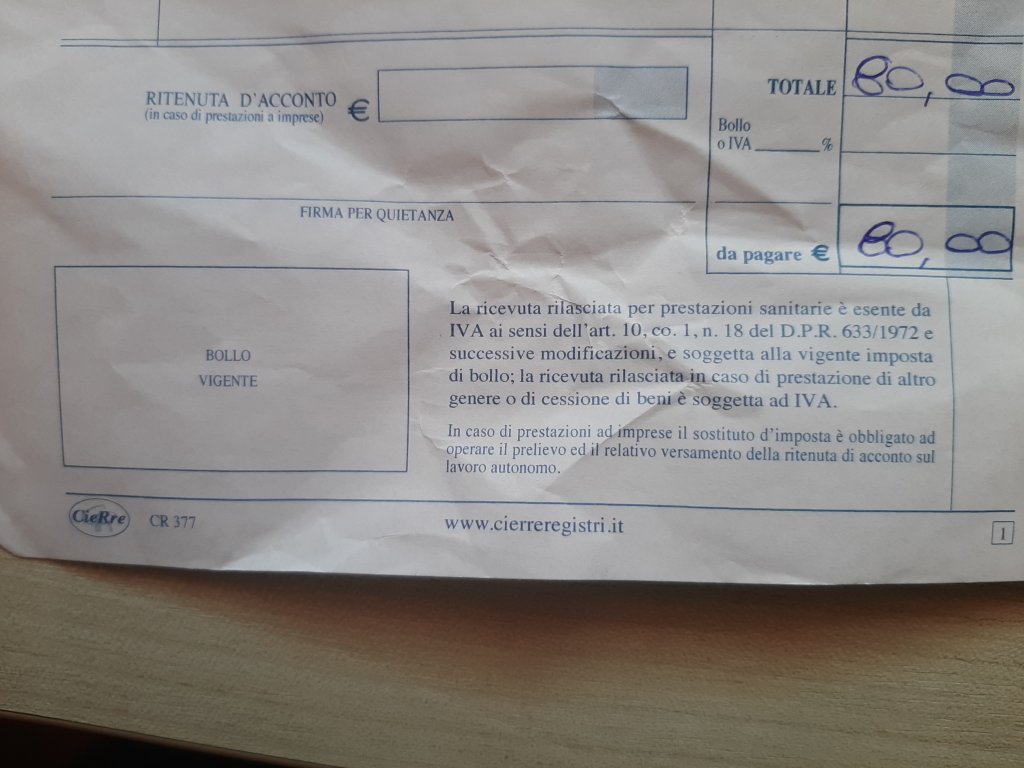 TOTALE 80,00
RITENUTA D'ACCONTO €
(in caso di prestazioni a imprese)
Bollo
o IVA ________ %
FIRMA PER QUIETANZA
da pagare € 80,00
BOLLO
VIGENTE
La ricevuta rilasciata per prestazioni sanitarie è esente da
IVA ai sensi dell'art. 10, co. 1, n. 18 del D.P.R. 633/1972 e
successive modificazioni, e soggetta alla vigente imposta
di bollo; la ricevuta rilasciata in caso di prestazione di altro
genere o di cessione di beni è soggetta ad IVA.
In caso di prestazioni ad imprese il sostituto d'imposta è obbligato ad
operare il prelievo ed il relativo versamento della ritenuta di acconto sul
lavoro autonomo.
CieRre CR 377
www.cierreregistri.it
1